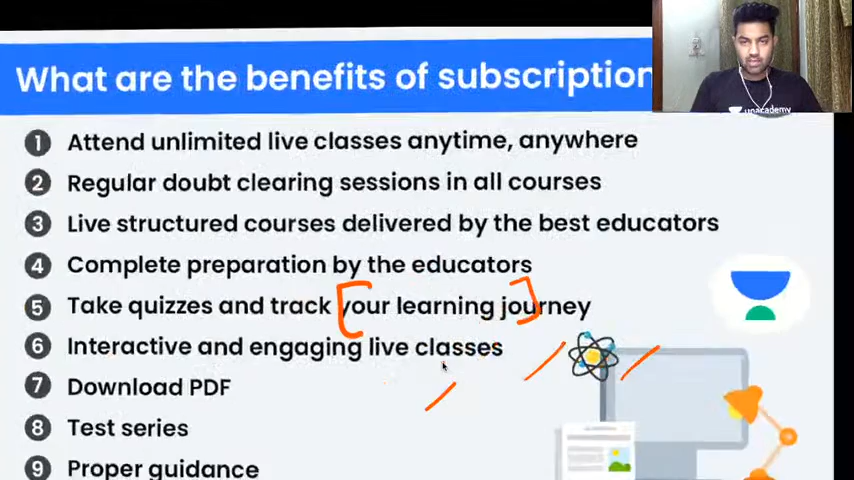 What are the benefits of subscription
unacademy
1 Attend unlimited live classes anytime, anywhere
2 Regular doubt clearing sessions in all courses
3 Live structured courses delivered by the best educators
4 Complete preparation by the educators
5 Take quizzes and track your learning journey
6 Interactive and engaging live classes
7 Download PDF
8 Test series
9 Proper guidance